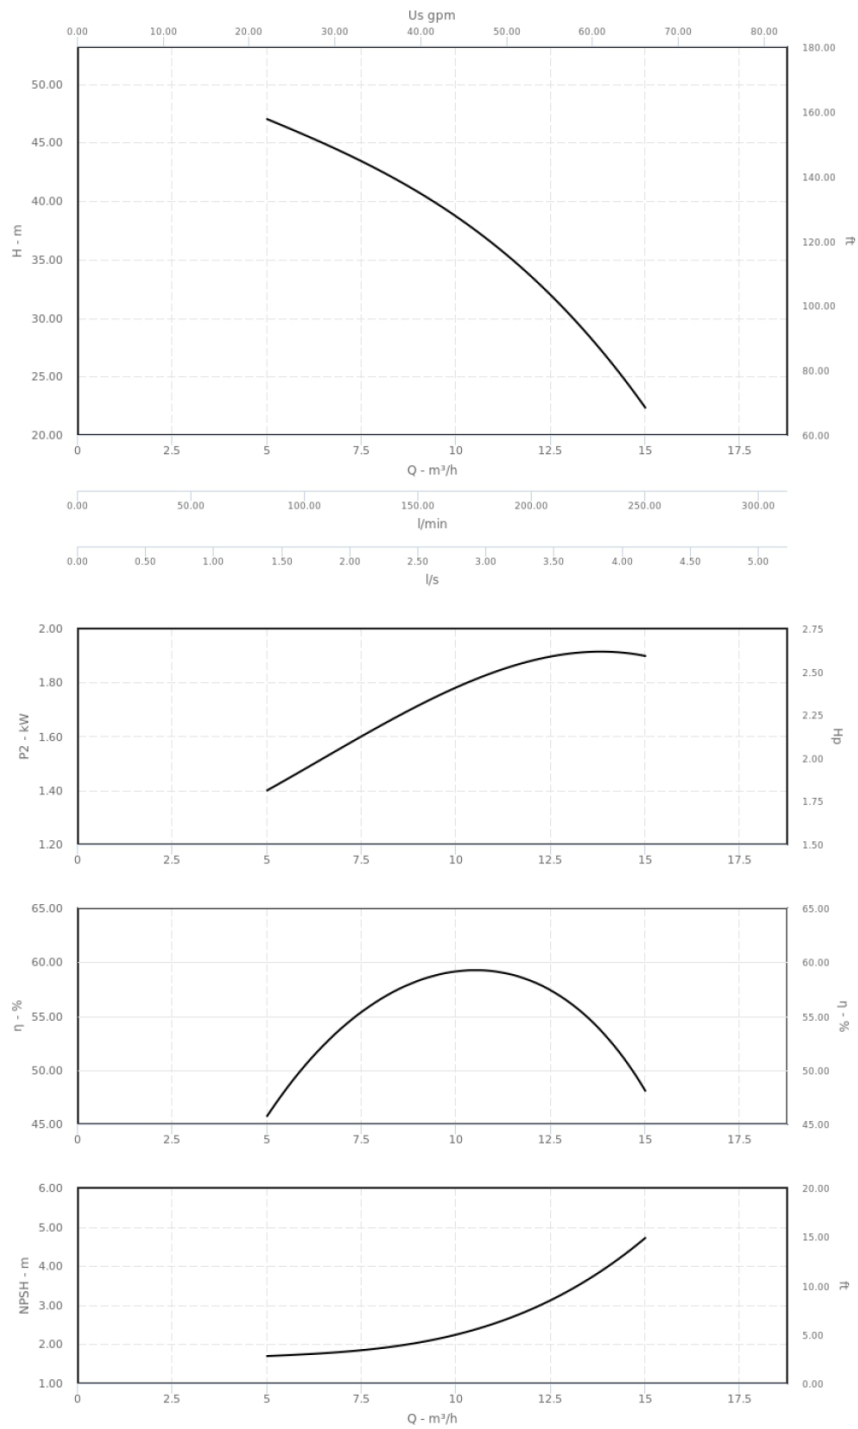 Us gpm
0.00 10.00 20.00 30.00 40.00 50.00 60.00 70.00 80.00
180.00
50.00
160.00
45.00
140.00
40.00
H - m
120.00
ft
35.00
100.00
30.00
80.00
25.00
20.00
60.00
0 2.5 5 7.5 10 12.5 15 17.5
Q - m³/h
0.00 50.00 100.00 150.00 200.00 250.00 300.00
l/min
0.00 0.50 1.00 1.50 2.00 2.50 3.00 3.50 4.00 4.50 5.00
l/s
2.00 2.75
1.80 2.50
2.25
P2 - kW
1.60
Hp
2.00
1.40
1.75
1.20 1.50
0 2.5 5 7.5 10 12.5 15 17.5
65.00 65.00
60.00 60.00
η - %
55.00 55.00
η - %
50.00 50.00
45.00 45.00
0 2.5 5 7.5 10 12.5 15 17.5
6.00 20.00
5.00
15.00
4.00
NPSH - m
10.00
ft
3.00
2.00
5.00
1.00 0.00
0 2.5 5 7.5 10 12.5 15 17.5
Q - m³/h